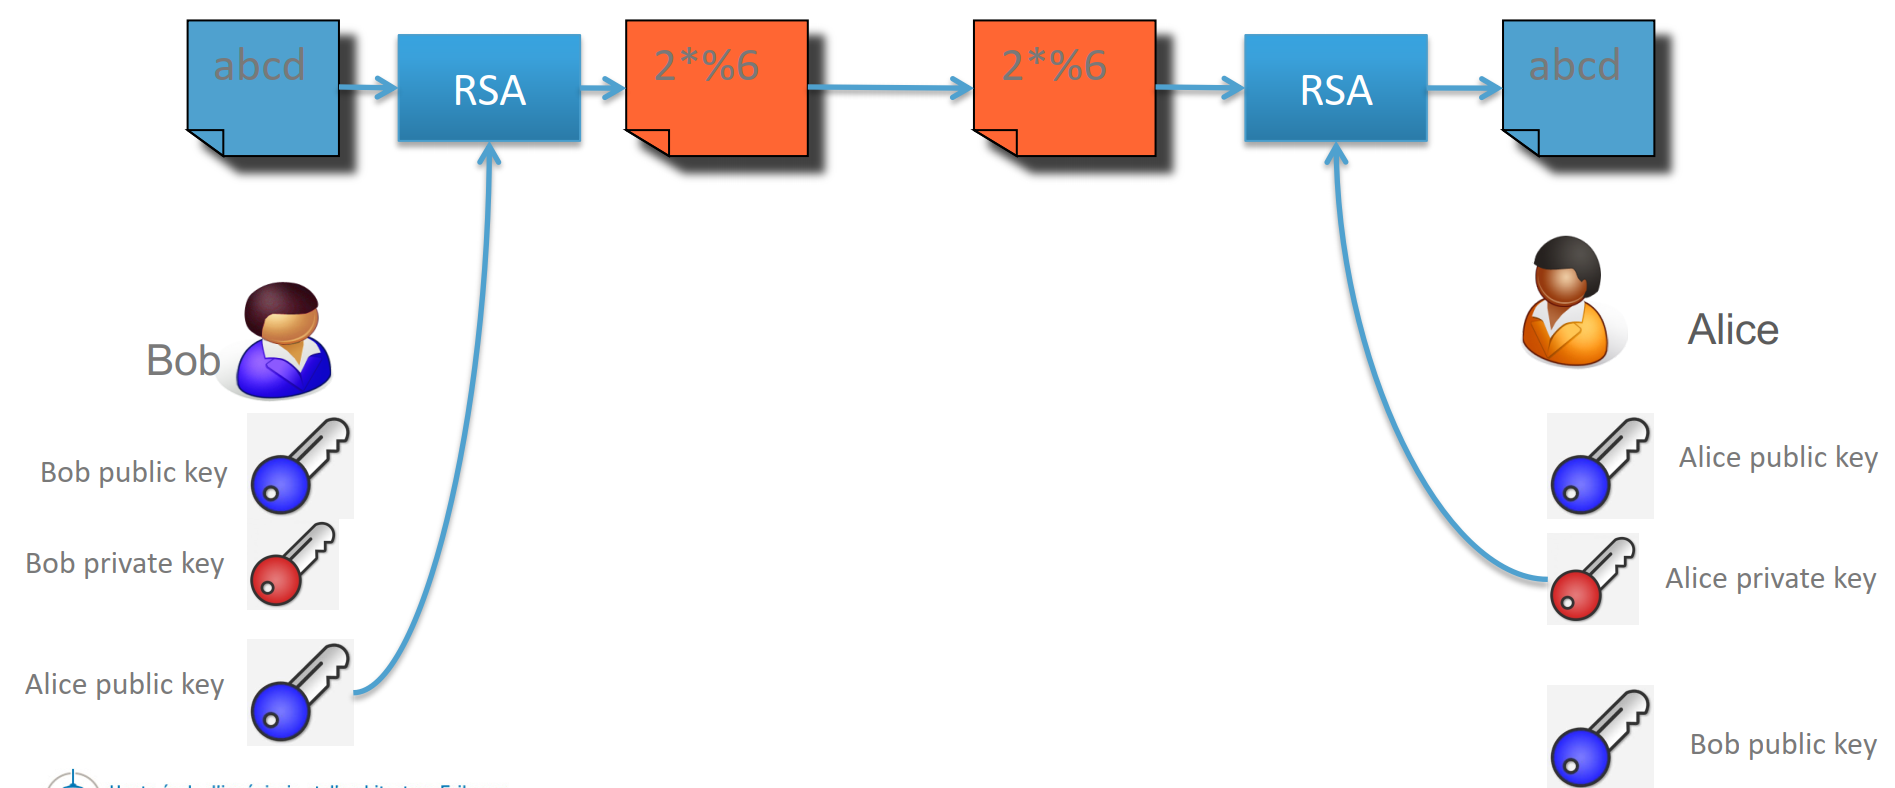 abcd
RSA
2*%6
2*%6
RSA
abcd
Bob
Alice
Bob public key
Alice public key
Bob private key
Alice private key
Alice public key
Bob public key